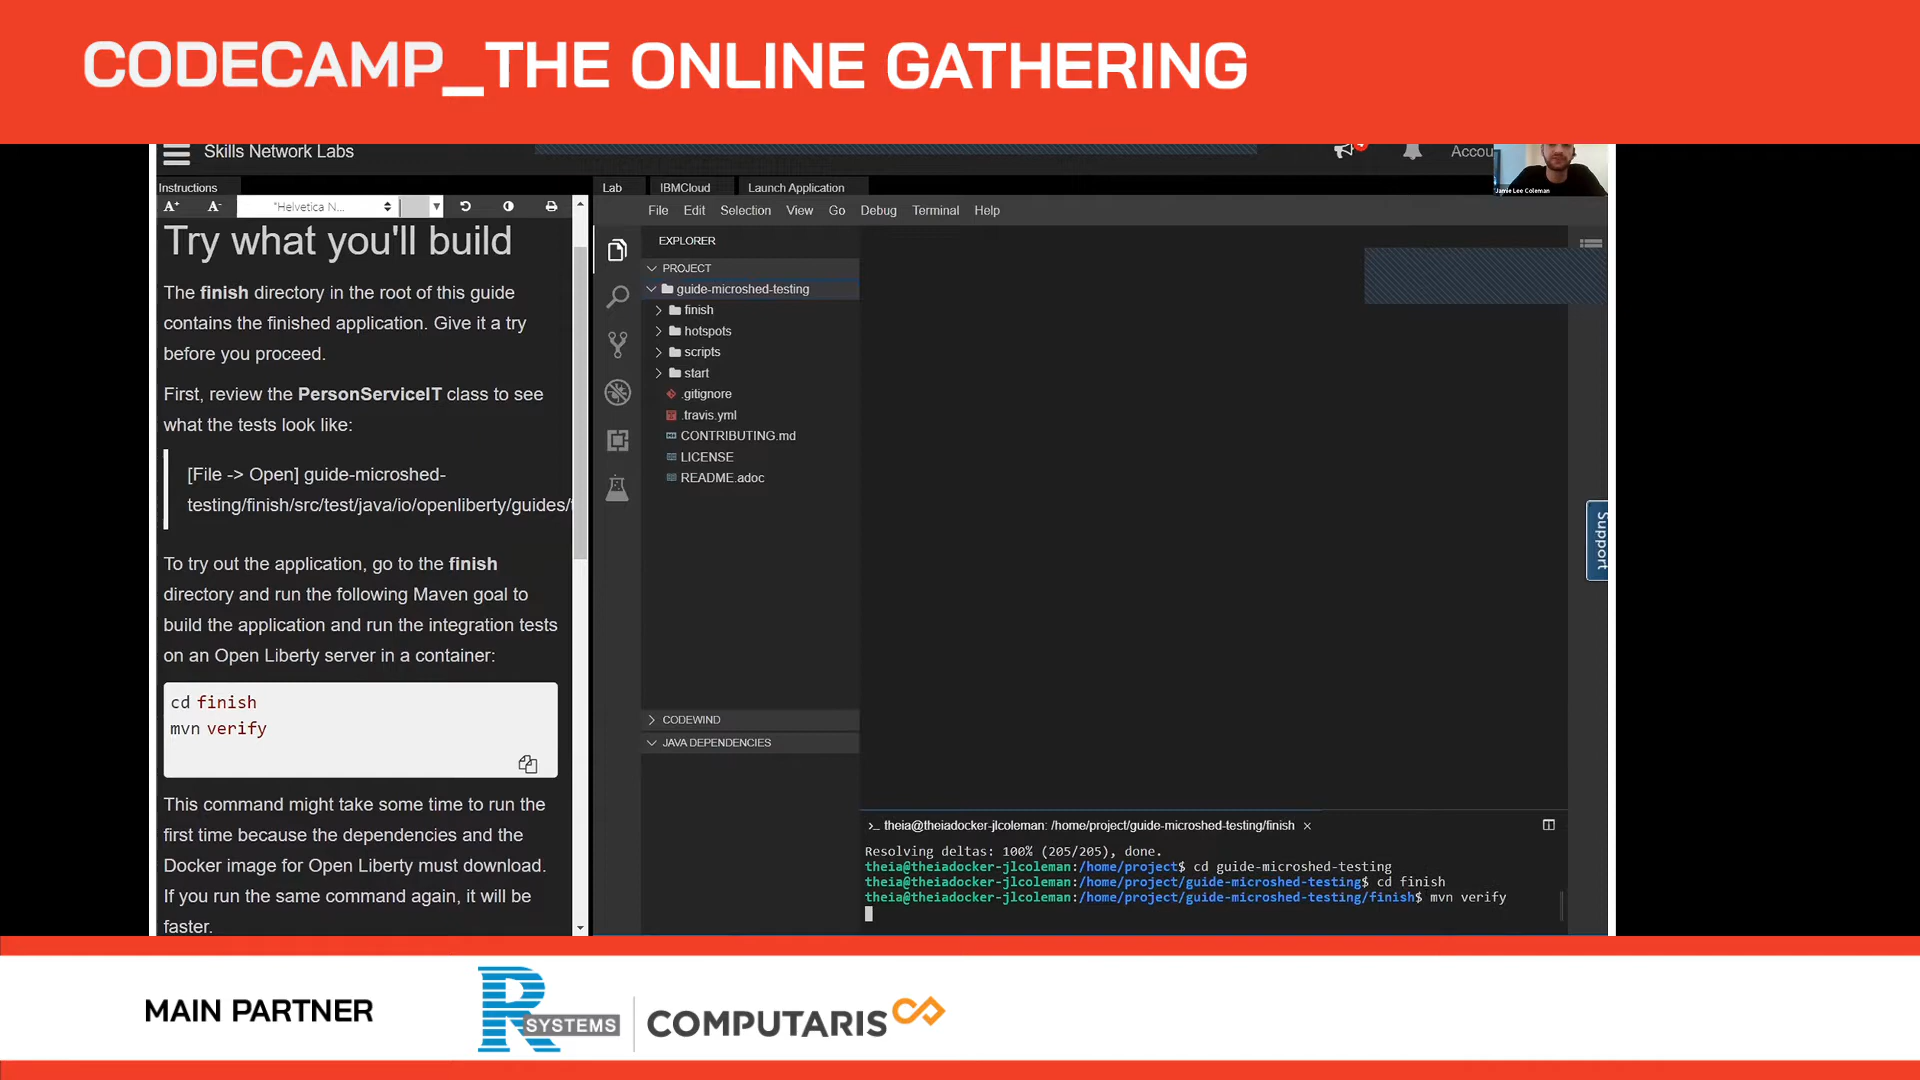 CODECAMP_THE ONLINE GATHERING
Skills Network Labs
Accou
Jamie Lee Coleman
Instructions
Lab
IBMCloud
Launch Application
A+
A-
"Helvetica N...
File
Edit
Selection
View
Go
Debug
Terminal
Help
Try what you'll build
The finish directory in the root of this guide
contains the finished application. Give it a try
before you proceed.
First, review the PersonServiceIT class to see
what the tests look like:
[File -> Open] guide-microshed-
testing/finish/src/test/java/io/openliberty/guides/
To try out the application, go to the finish
directory and run the following Maven goal to
build the application and run the integration tests
on an Open Liberty server in a container:
cd finish
mvn verify
This command might take some time to run the
first time because the dependencies and the
Docker image for Open Liberty must download.
If you run the same command again, it will be
faster.
EXPLORER
PROJECT
guide-microshed-testing
finish
hotspots
scripts
start
.gitignore
.travis.yml
CONTRIBUTING.md
LICENSE
README.adoc
CODEWIND
JAVA DEPENDENCIES
Support
>_ theia@theiadocker-jlcoleman: /home/project/guide-microshed-testing/finish ×
Resolving deltas: 100% (205/205), done.
theia@theiadocker-jlcoleman:/home/project$ cd guide-microshed-testing
theia@theiadocker-jlcoleman:/home/project/guide-microshed-testing$ cd finish
theia@theiadocker-jlcoleman:/home/project/guide-microshed-testing/finish$ mvn verify
MAIN PARTNER
R SYSTEMS
COMPUTARIS